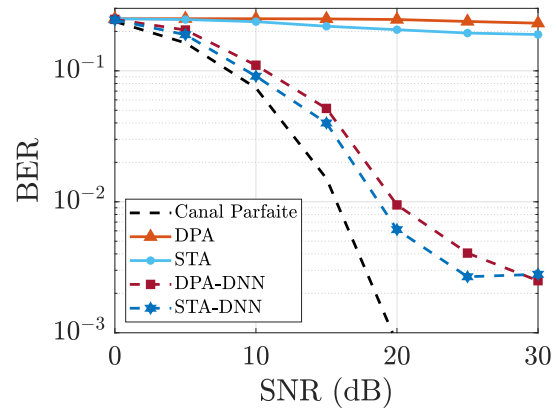 10^{-1}
10^{-2}
10^{-3}
BER
Canal Parfaite
DPA
STA
DPA-DNN
STA-DNN
0 10 20 30
SNR (dB)